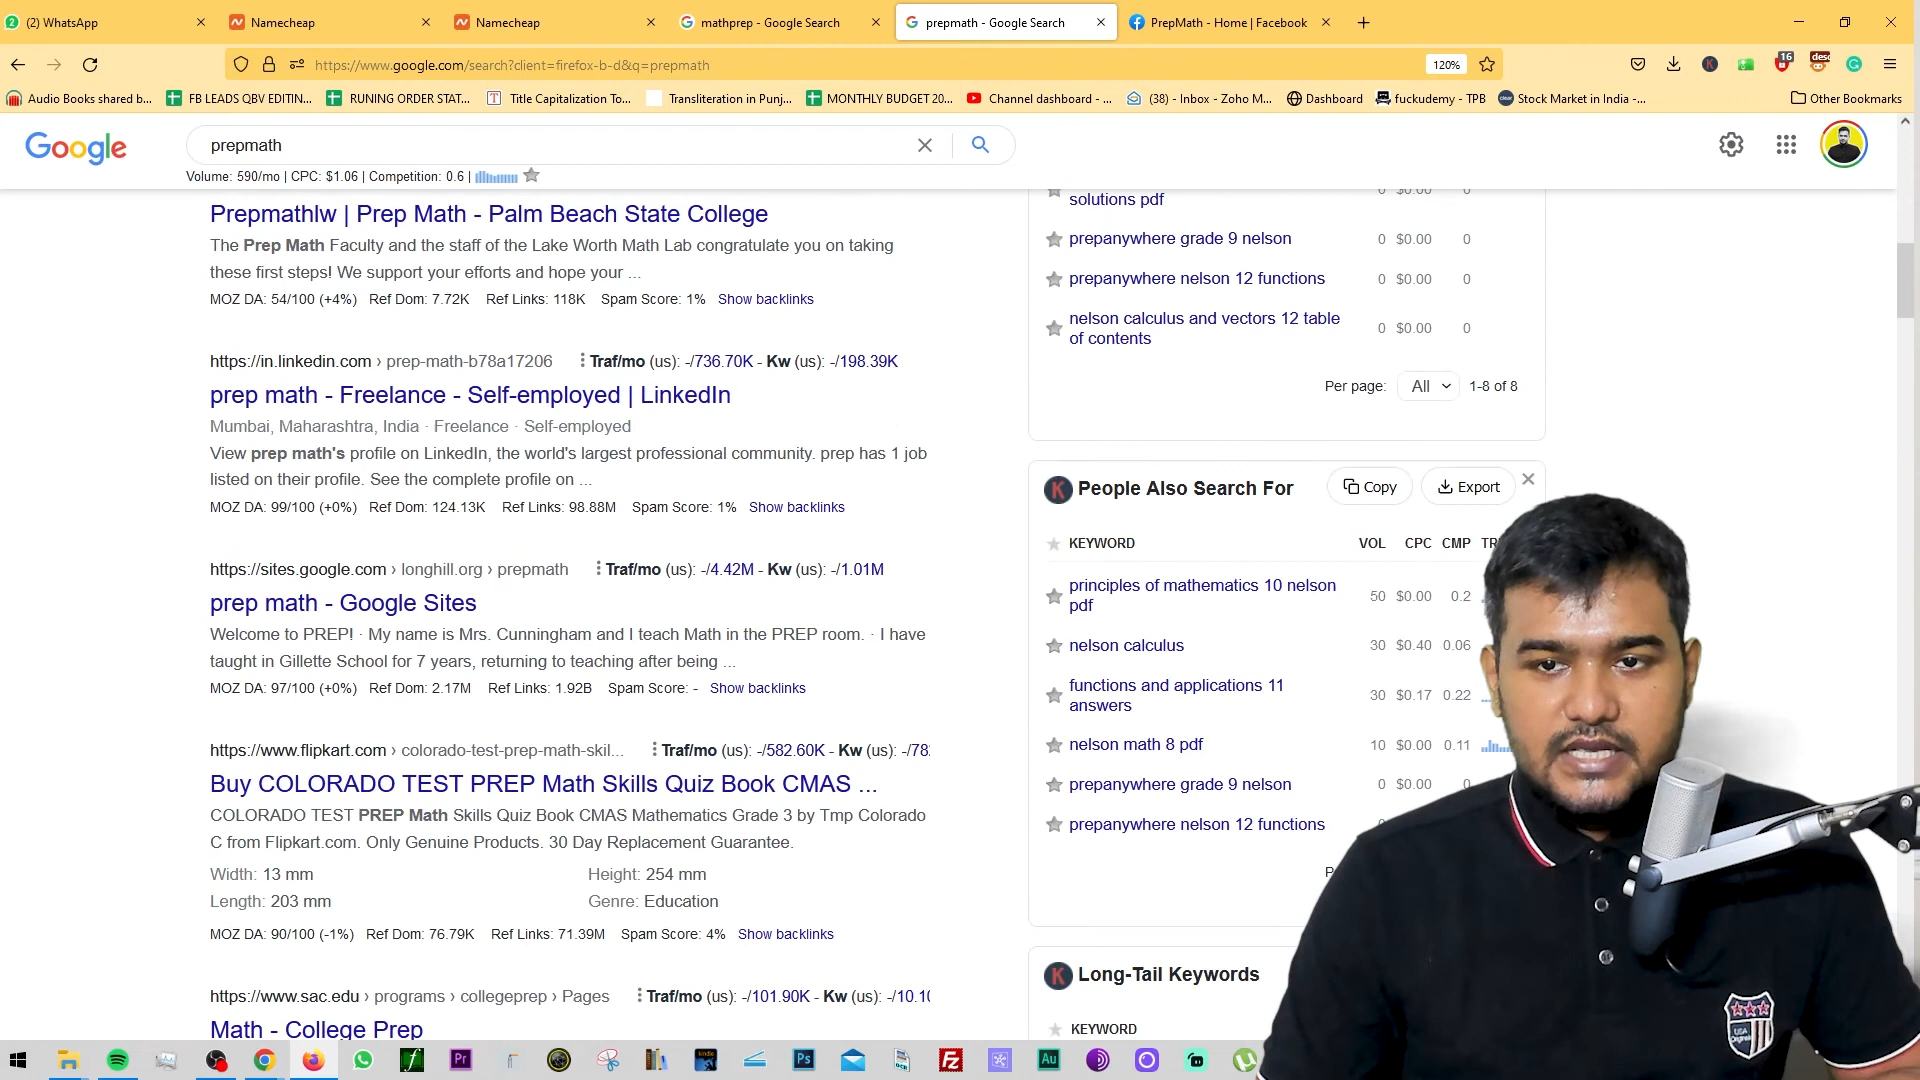 (2) WhatsApp
Namecheap
Namecheap
mathprep - Google Search
prepmath - Google Search
PrepMath - Home | Facebook
https://www.google.com/search?client=firefox-b-d&q=prepmath
120%
16
desc
Audio Books shared b...
FB LEADS QBV EDITIN...
RUNING ORDER STAT...
Title Capitalization To...
Transliteration in Punj...
MONTHLY BUDGET 20...
Channel dashboard - ...
(38) - Inbox - Zoho M...
Dashboard
fuckudemy - TPB
Stock Market in India -...
Other Bookmarks
Google
prepmath
Volume: 590/mo | CPC: $1.06 | Competition: 0.6 |
Prepmathlw | Prep Math - Palm Beach State College
The Prep Math Faculty and the staff of the Lake Worth Math Lab congratulate you on taking
these first steps! We support your efforts and hope your ...
MOZ DA: 54/100 (+4%) Ref Dom: 7.72K Ref Links: 118K Spam Score: 1% Show backlinks
https://in.linkedin.com › prep-math-b78a17206 Traf/mo (us): -/736.70K - Kw (us): -/198.39K
prep math - Freelance - Self-employed | LinkedIn
Mumbai, Maharashtra, India · Freelance · Self-employed
View prep math's profile on LinkedIn, the world's largest professional community. prep has 1 job
listed on their profile. See the complete profile on ...
MOZ DA: 99/100 (+0%) Ref Dom: 124.13K Ref Links: 98.88M Spam Score: 1% Show backlinks
https://sites.google.com › longhill.org › prepmath Traf/mo (us): -/4.42M - Kw (us): -/1.01M
prep math - Google Sites
Welcome to PREP! · My name is Mrs. Cunningham and I teach Math in the PREP room. · I have
taught in Gillette School for 7 years, returning to teaching after being ...
MOZ DA: 97/100 (+0%) Ref Dom: 2.17M Ref Links: 1.92B Spam Score: - Show backlinks
https://www.flipkart.com › colorado-test-prep-math-skil... Traf/mo (us): -/582.60K - Kw (us): -/78
Buy COLORADO TEST PREP Math Skills Quiz Book CMAS ...
COLORADO TEST PREP Math Skills Quiz Book CMAS Mathematics Grade 3 by Tmp Colorado
C from Flipkart.com. Only Genuine Products. 30 Day Replacement Guarantee.
Width: 13 mm Height: 254 mm
Length: 203 mm Genre: Education
MOZ DA: 90/100 (-1%) Ref Dom: 76.79K Ref Links: 71.39M Spam Score: 4% Show backlinks
https://www.sac.edu › programs › collegeprep › Pages Traf/mo (us): -/101.90K - Kw (us): -/10.1
Math - College Prep
solutions pdf 0 $0.00 0
prepanywhere grade 9 nelson 0 $0.00 0
prepanywhere nelson 12 functions 0 $0.00 0
nelson calculus and vectors 12 table
of contents 0 $0.00 0
Per page: All 1-8 of 8
K People Also Search For Copy Export
KEYWORD VOL CPC CMP TR
principles of mathematics 10 nelson
pdf 50 $0.00 0.2
nelson calculus 30 $0.40 0.06
functions and applications 11
answers 30 $0.17 0.22
nelson math 8 pdf 10 $0.00 0.11
prepanywhere grade 9 nelson 0 $0.00 0
prepanywhere nelson 12 functions
K Long-Tail Keywords
KEYWORD
USA
Pr
Ps
Fz
Au
kindle
OCR